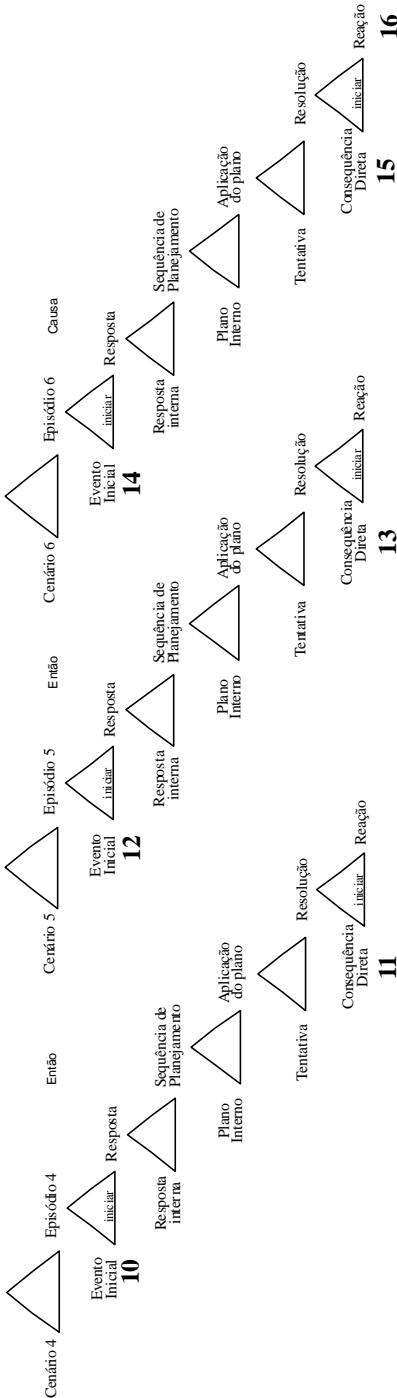 Cenário 4
Episódio 4
Evento
Inicial
10
iniciar
Resposta
Resposta
interna
Sequência de
Planejamento
Plano
Interno
Aplicação
do plano
Tentativa
Resolução
Consequência
Direta
11
iniciar
Reação
Então
Cenário 5
Episódio 5
Evento
Inicial
12
iniciar
Resposta
Resposta
interna
Sequência de
Planejamento
Plano
Interno
Aplicação
do plano
Tentativa
Resolução
Consequência
Direta
13
iniciar
Reação
Então
Cenário 6
Episódio 6
Evento
Inicial
14
iniciar
Resposta
Resposta
interna
Sequência de
Planejamento
Plano
Interno
Aplicação
do plano
Tentativa
Resolução
Consequência
Direta
15
iniciar
Reação
16
Causa